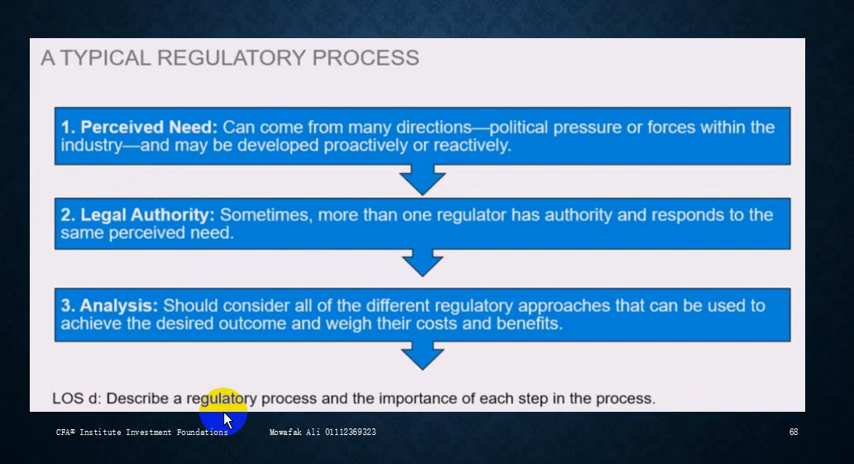 A TYPICAL REGULATORY PROCESS
1. Perceived Need: Can come from many directions—political pressure or forces within the
industry—and may be developed proactively or reactively.
2. Legal Authority: Sometimes, more than one regulator has authority and responds to the
same perceived need.
3. Analysis: Should consider all of the different regulatory approaches that can be used to
achieve the desired outcome and weigh their costs and benefits.
LOS d: Describe a regulatory process and the importance of each step in the process.
CFA® Institute Investment Foundations Mowafak Ali 01112369323 68